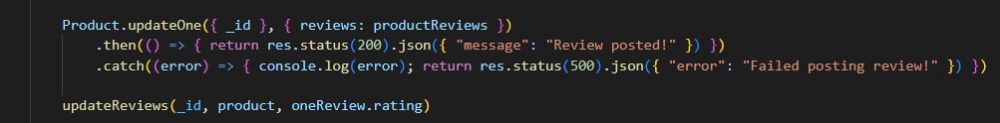 Product.updateOne({ _id }, { reviews: productReviews })
.then(() => { return res.status(200).json({ "message": "Review posted!" }) })
.catch((error) => { console.log(error); return res.status(500).json({ "error": "Failed posting review!" }) })
updateReviews(_id, product, oneReview.rating)